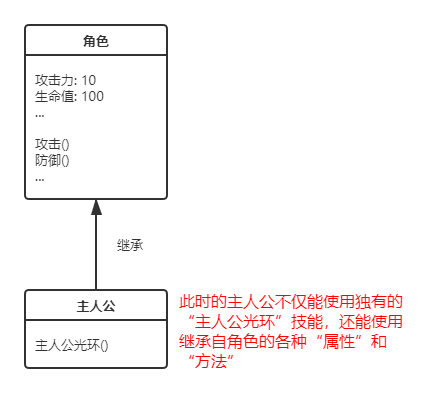 角色
攻击力: 10
生命值: 100
...
攻击()
防御()
...
继承
主人公
主人公光环()
此时的主人公不仅能使用独有的
“主人公光环”技能，还能使用
继承自角色的各种“属性”和
“方法”